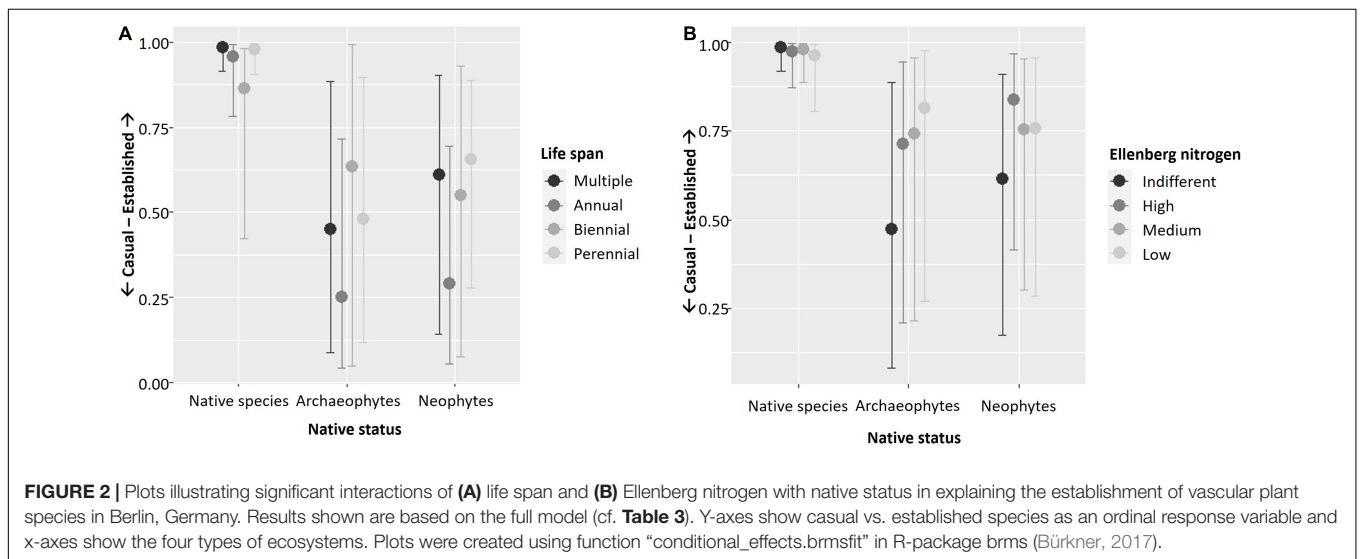 A
1.00
0.75
0.50
0.25
0.00
← Casual – Established →
Native species Archaeophytes Neophytes
Native status
Life span
Multiple
Annual
Biennial
Perennial
B
1.00
0.75
0.50
0.25
← Casual – Established →
Native species Archaeophytes Neophytes
Native status
Ellenberg nitrogen
Indifferent
High
Medium
Low
FIGURE 2 | Plots illustrating significant interactions of (A) life span and (B) Ellenberg nitrogen with native status in explaining the establishment of vascular plant
species in Berlin, Germany. Results shown are based on the full model (cf. Table 3). Y-axes show casual vs. established species as an ordinal response variable and
x-axes show the four types of ecosystems. Plots were created using function “conditional_effects.brmsfit” in R-package brms (Bürkner, 2017).